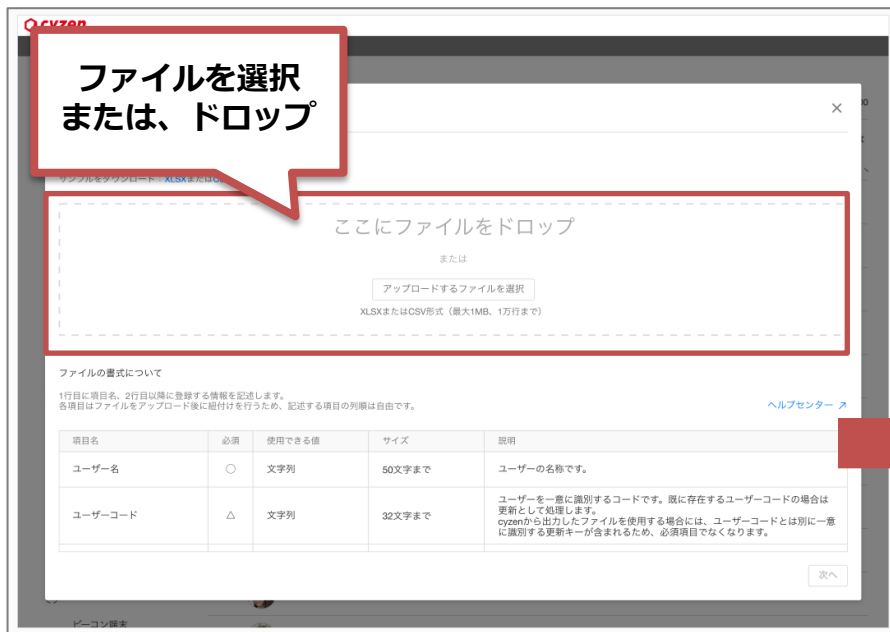 cyzen
ファイルを選択
または、ドロップ
×
サンプルをダウンロード：XLSXまたはC
ここにファイルをドロップ
または
アップロードするファイルを選択
XLSXまたはCSV形式（最大1MB、1万行まで）
ファイルの書式について
1行目に項目名、2行目以降に登録する情報を記述します。
各項目はファイルをアップロード後に紐付けを行うため、記述する項目の列順は自由です。
ヘルプセンター
項目名 必須 使用できる値 サイズ 説明
ユーザー名 ○ 文字列 50文字まで ユーザーの名称です。
ユーザーコード △ 文字列 32文字まで ユーザーを一意に識別するコードです。既に存在するユーザーコードの場合は
更新として処理します。
cyzenから出力したファイルを使用する場合には、ユーザーコードとは別に一意
に識別する更新キーが含まれるため、必須項目でなくなります。
次へ
ビーコン端末